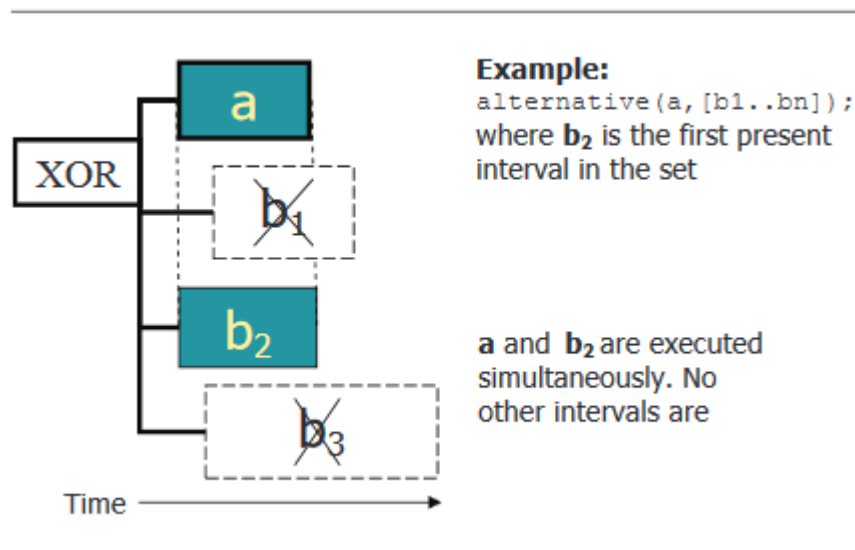 a
XOR
b₁
b₂
b₃
Time
Example:
alternative(a,[b1..bn]);
where b₂ is the first present
interval in the set
a and b₂ are executed
simultaneously. No
other intervals are